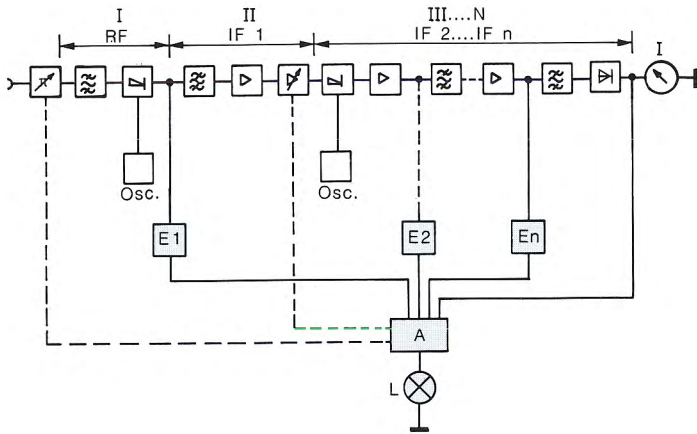 I II III....N
RF IF 1 IF 2....IF n I
Osc. Osc.
E1 E2 En
A
L